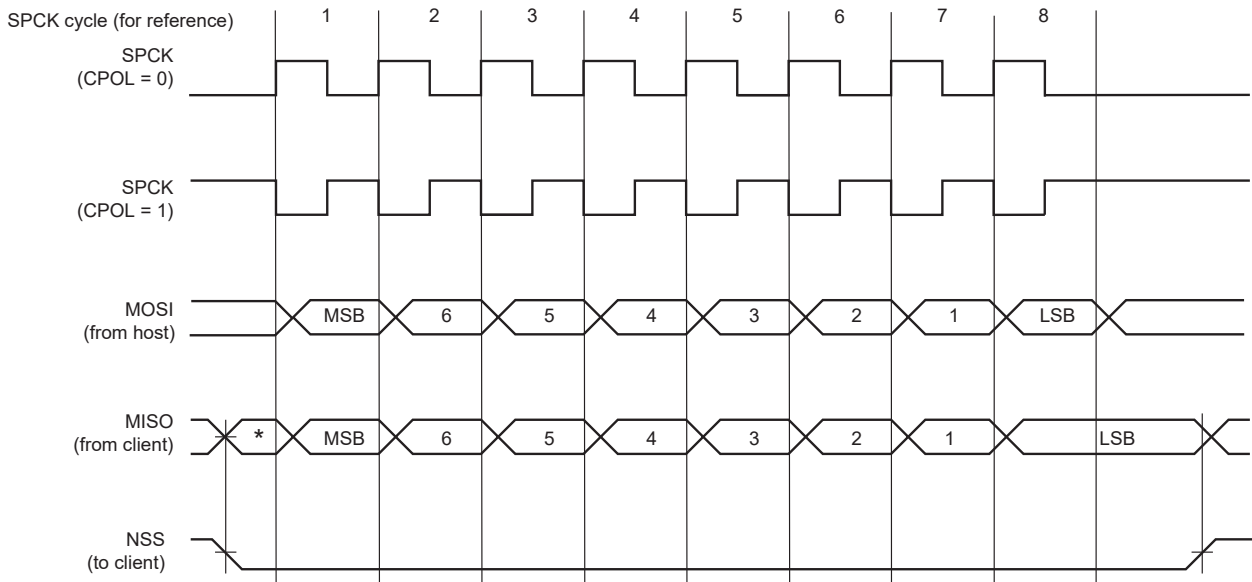 SPCK cycle (for reference) 1 2 3 4 5 6 7 8
SPCK
(CPOL = 0)
SPCK
(CPOL = 1)
MOSI
(from host)
MSB 6 5 4 3 2 1 LSB
MISO
(from client)
* MSB 6 5 4 3 2 1 LSB
NSS
(to client)